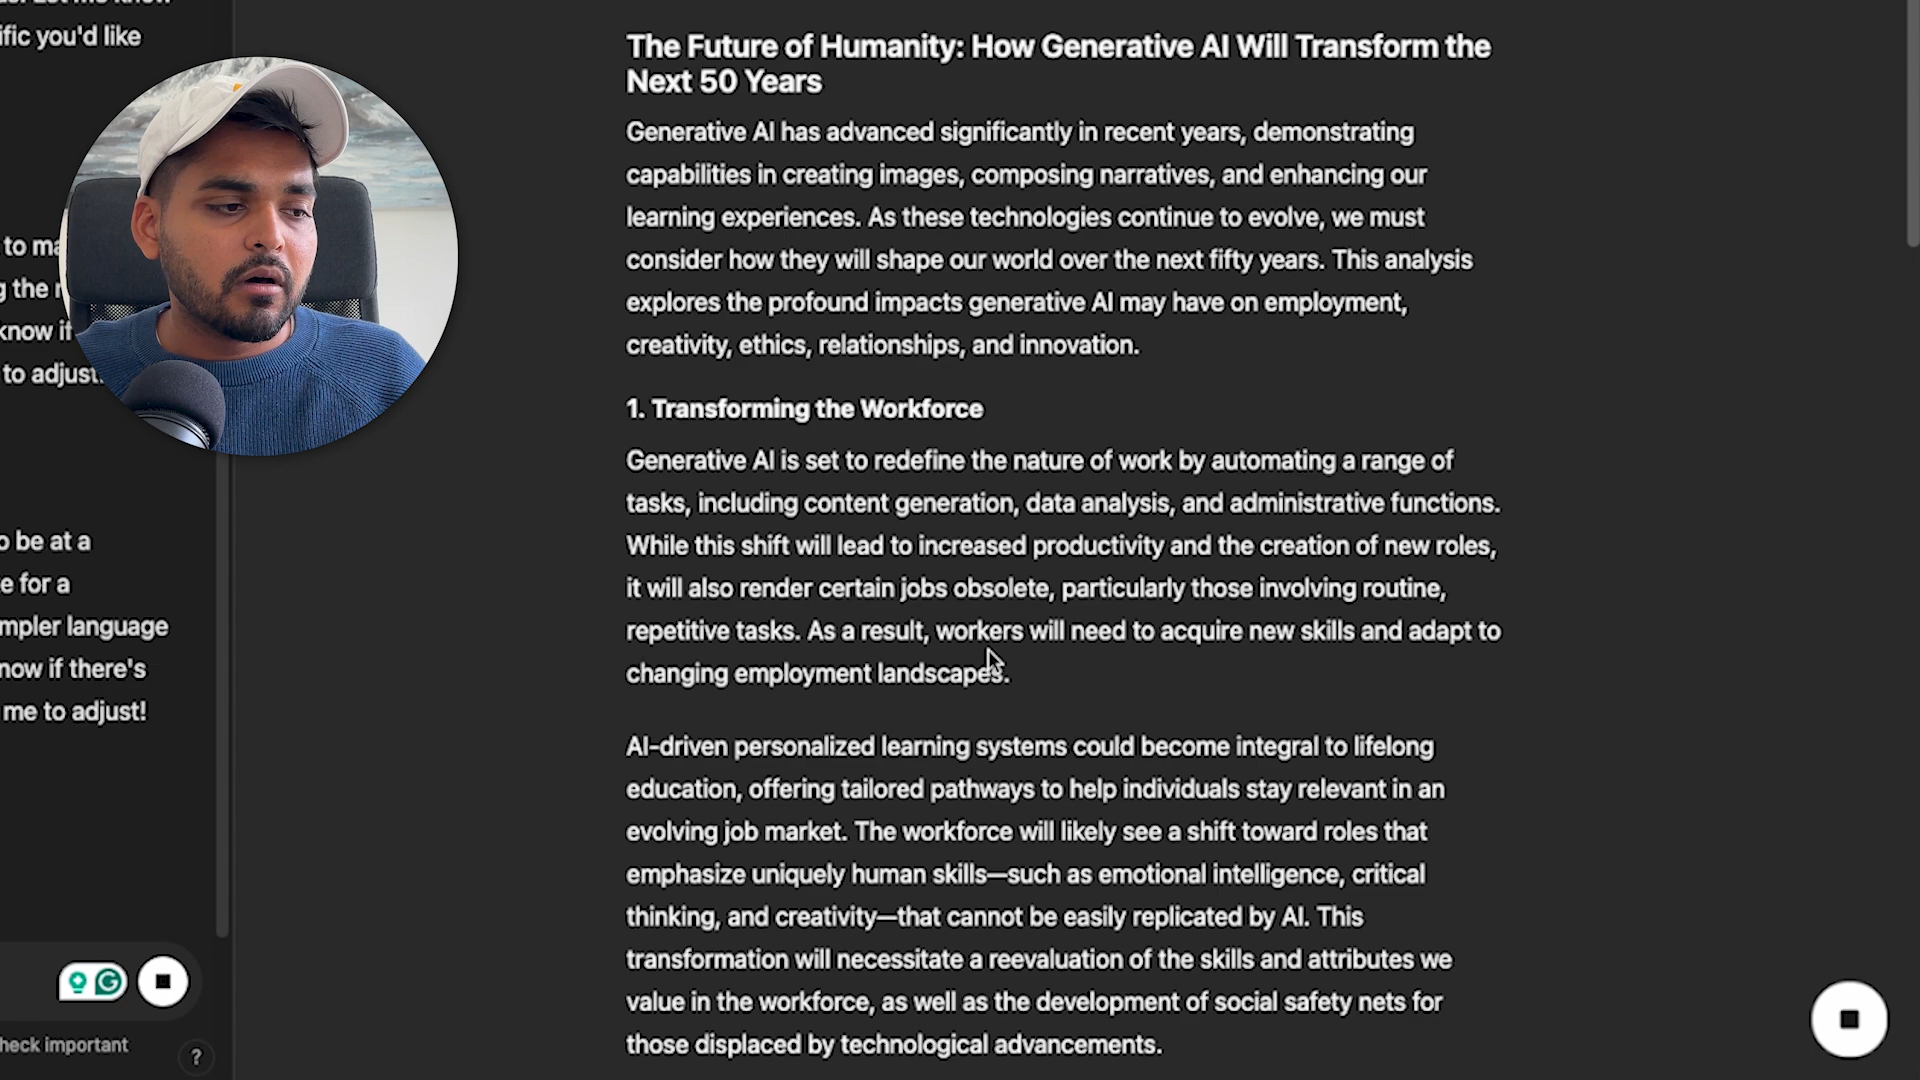 fic you'd like
to ma
g the
know if
to adjust.
o be at a
e for a
mpler language
now if there's
me to adjust!
heck important
?
The Future of Humanity: How Generative AI Will Transform the
Next 50 Years
Generative AI has advanced significantly in recent years, demonstrating
capabilities in creating images, composing narratives, and enhancing our
learning experiences. As these technologies continue to evolve, we must
consider how they will shape our world over the next fifty years. This analysis
explores the profound impacts generative AI may have on employment,
creativity, ethics, relationships, and innovation.
1. Transforming the Workforce
Generative AI is set to redefine the nature of work by automating a range of
tasks, including content generation, data analysis, and administrative functions.
While this shift will lead to increased productivity and the creation of new roles,
it will also render certain jobs obsolete, particularly those involving routine,
repetitive tasks. As a result, workers will need to acquire new skills and adapt to
changing employment landscapes.
AI-driven personalized learning systems could become integral to lifelong
education, offering tailored pathways to help individuals stay relevant in an
evolving job market. The workforce will likely see a shift toward roles that
emphasize uniquely human skills—such as emotional intelligence, critical
thinking, and creativity—that cannot be easily replicated by AI. This
transformation will necessitate a reevaluation of the skills and attributes we
value in the workforce, as well as the development of social safety nets for
those displaced by technological advancements.